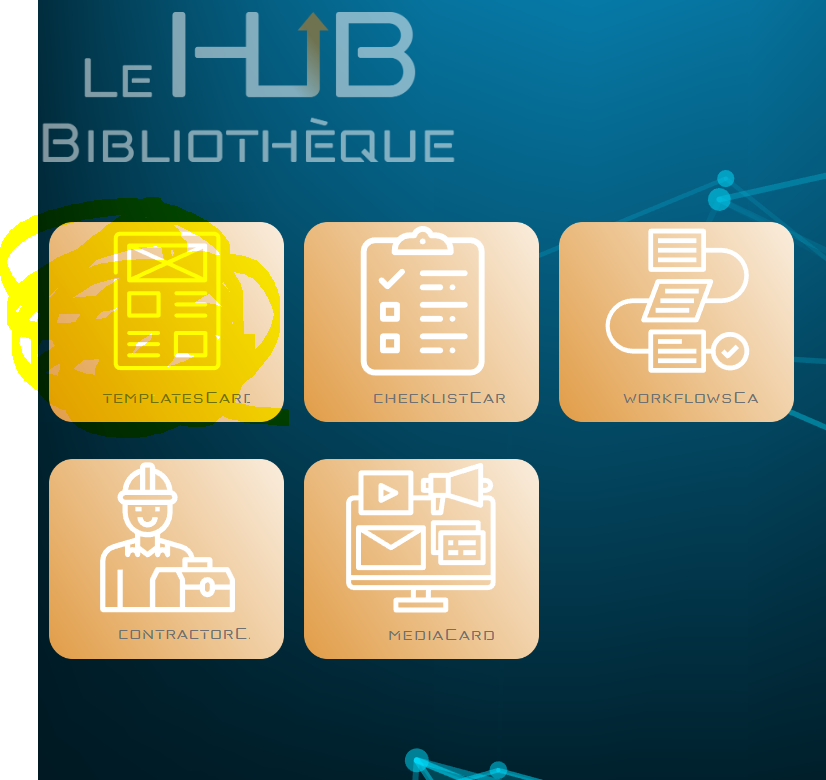 LE HUB
BIBLIOTHÈQUE
TEMPLATESCARD
CHECKLISTCAR
WORKFLOWSCA
CONTRACTORC.
MEDIACARD